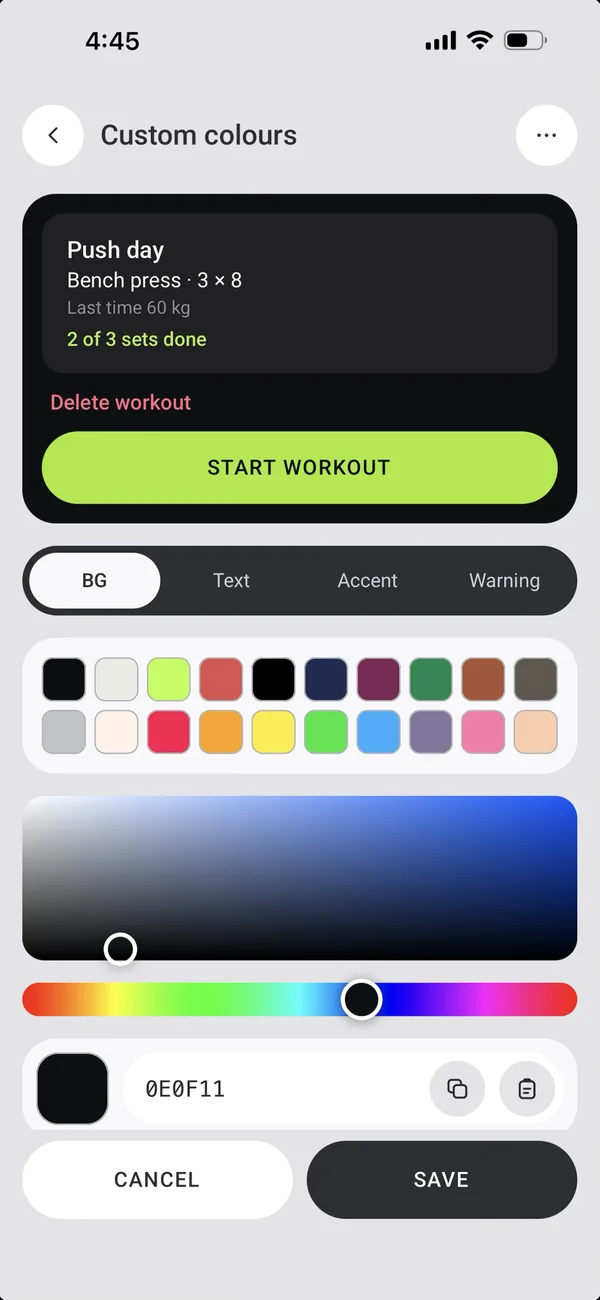 4:45
Custom colours
Push day
Bench press · 3 × 8
Last time 60 kg
2 of 3 sets done
Delete workout
START WORKOUT
BG Text Accent Warning
0E0F11
CANCEL SAVE